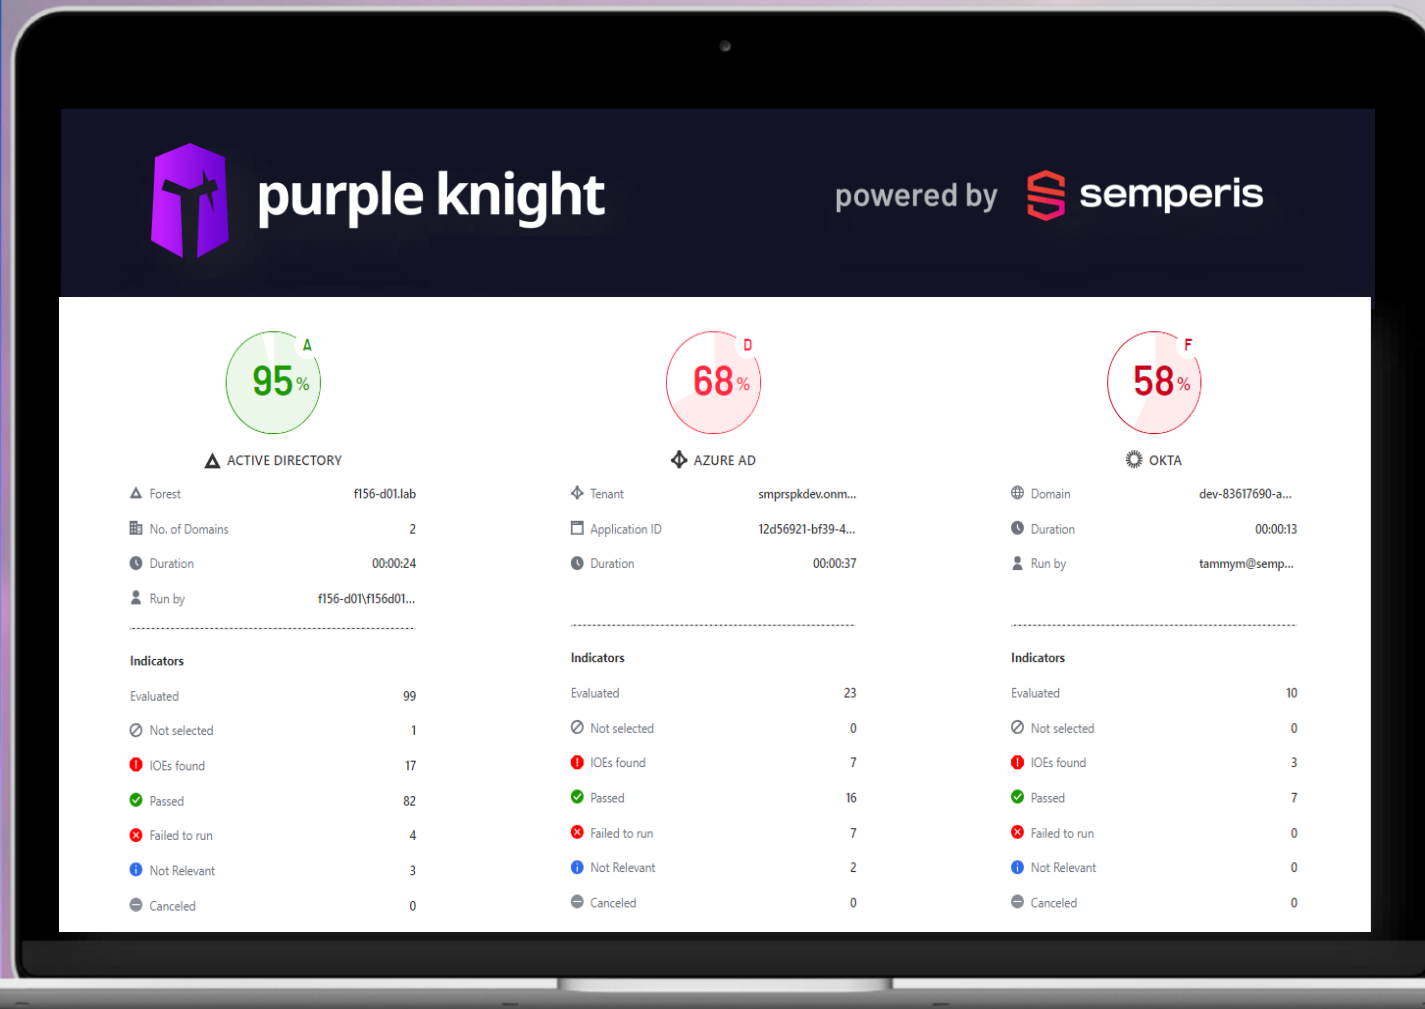 purple knight
powered by semperis
A
95%
ACTIVE DIRECTORY
Forest f156-d01.lab
No. of Domains 2
Duration 00:00:24
Run by f156-d01\f156d01...
Indicators
Evaluated 99
Not selected 1
IOEs found 17
Passed 82
Failed to run 4
Not Relevant 3
Canceled 0
D
68%
AZURE AD
Tenant smprspkdev.onm...
Application ID 12d56921-bf39-4...
Duration 00:00:37
Indicators
Evaluated 23
Not selected 0
IOEs found 7
Passed 16
Failed to run 7
Not Relevant 2
Canceled 0
F
58%
OKTA
Domain dev-83617690-a...
Duration 00:00:13
Run by tammym@semp...
Indicators
Evaluated 10
Not selected 0
IOEs found 3
Passed 7
Failed to run 0
Not Relevant 0
Canceled 0